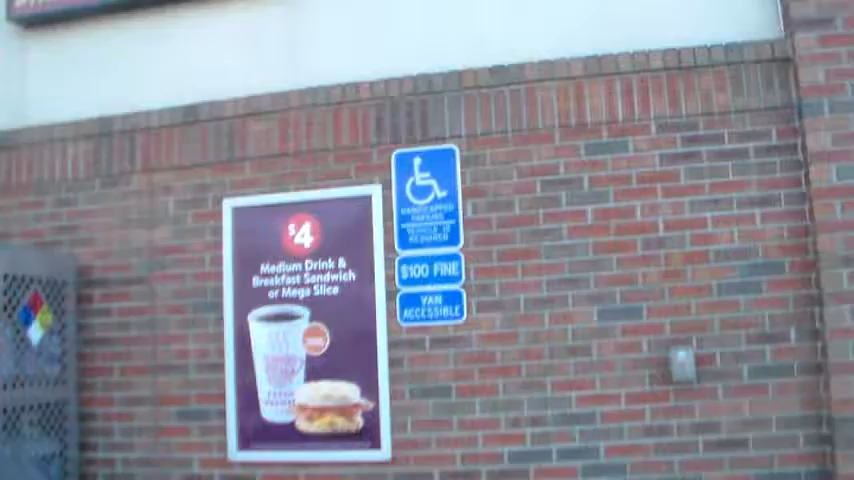 $4
Medium Drink &
Breakfast Sandwich
or Mega Slice
HANDICAPPED
PARKING
VEHICLE ID
REQUIRED
$100 FINE
VAN
ACCESSIBLE